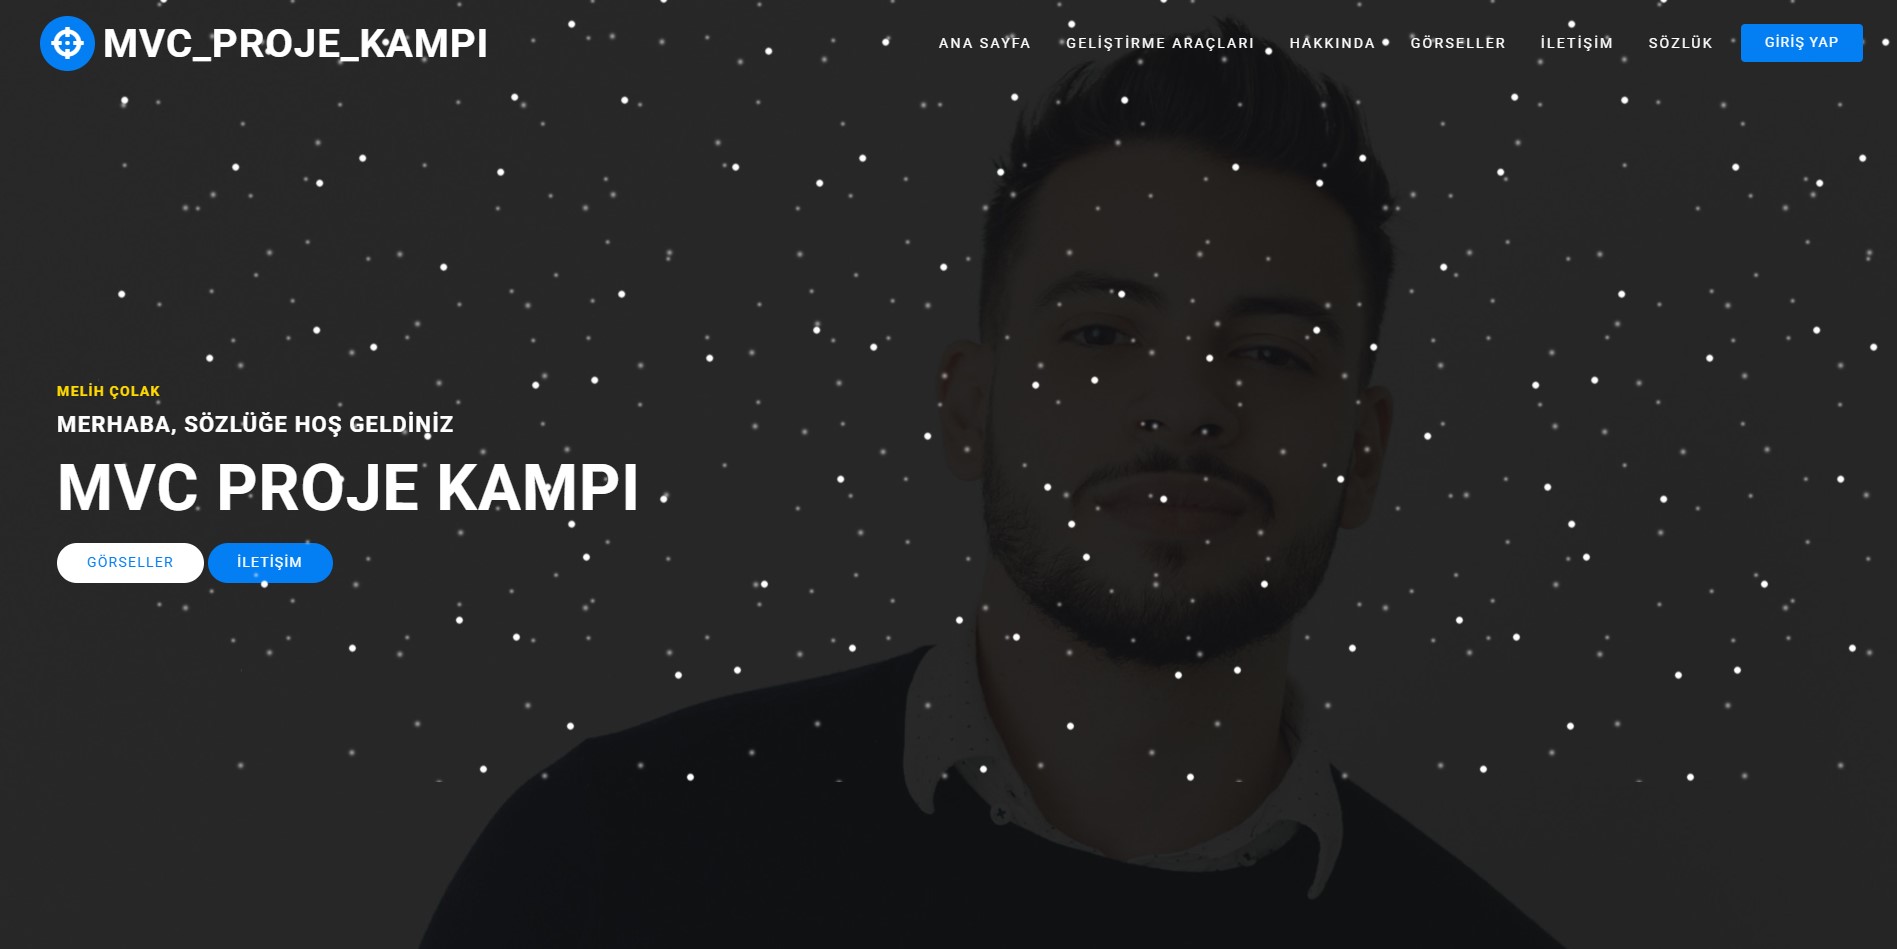 MVC_PROJE_KAMPI
ANA SAYFA
GELİŞTİRME ARAÇLARI
HAKKINDA
GÖRSELLER
İLETİŞİM
SÖZLÜK
GİRİŞ YAP
MELİH ÇOLAK
MERHABA, SÖZLÜĞE HOŞ GELDİNİZ
MVC PROJE KAMPI
GÖRSELLER
İLETİŞİM